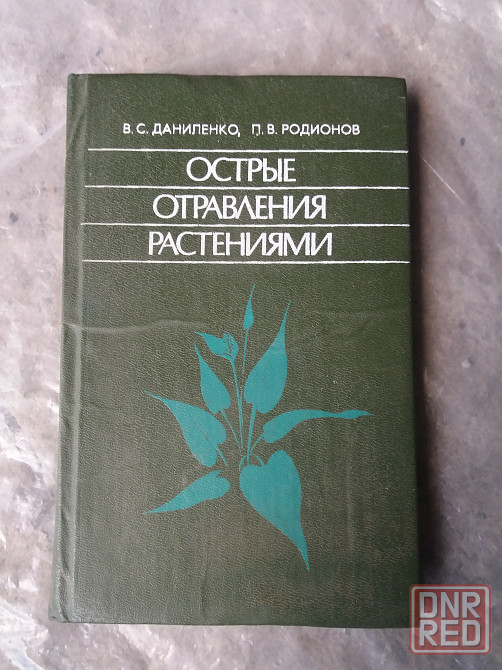 В. С. ДАНИЛЕНКО, П. В. РОДИОНОВ
ОСТРЫЕ
ОТРАВЛЕНИЯ
РАСТЕНИЯМИ
DNR
RED